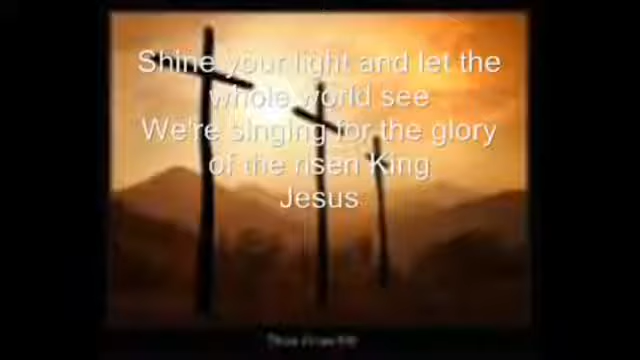 Shine your light and let the
whole world see
We're singing for the glory
of the risen King
Jesus